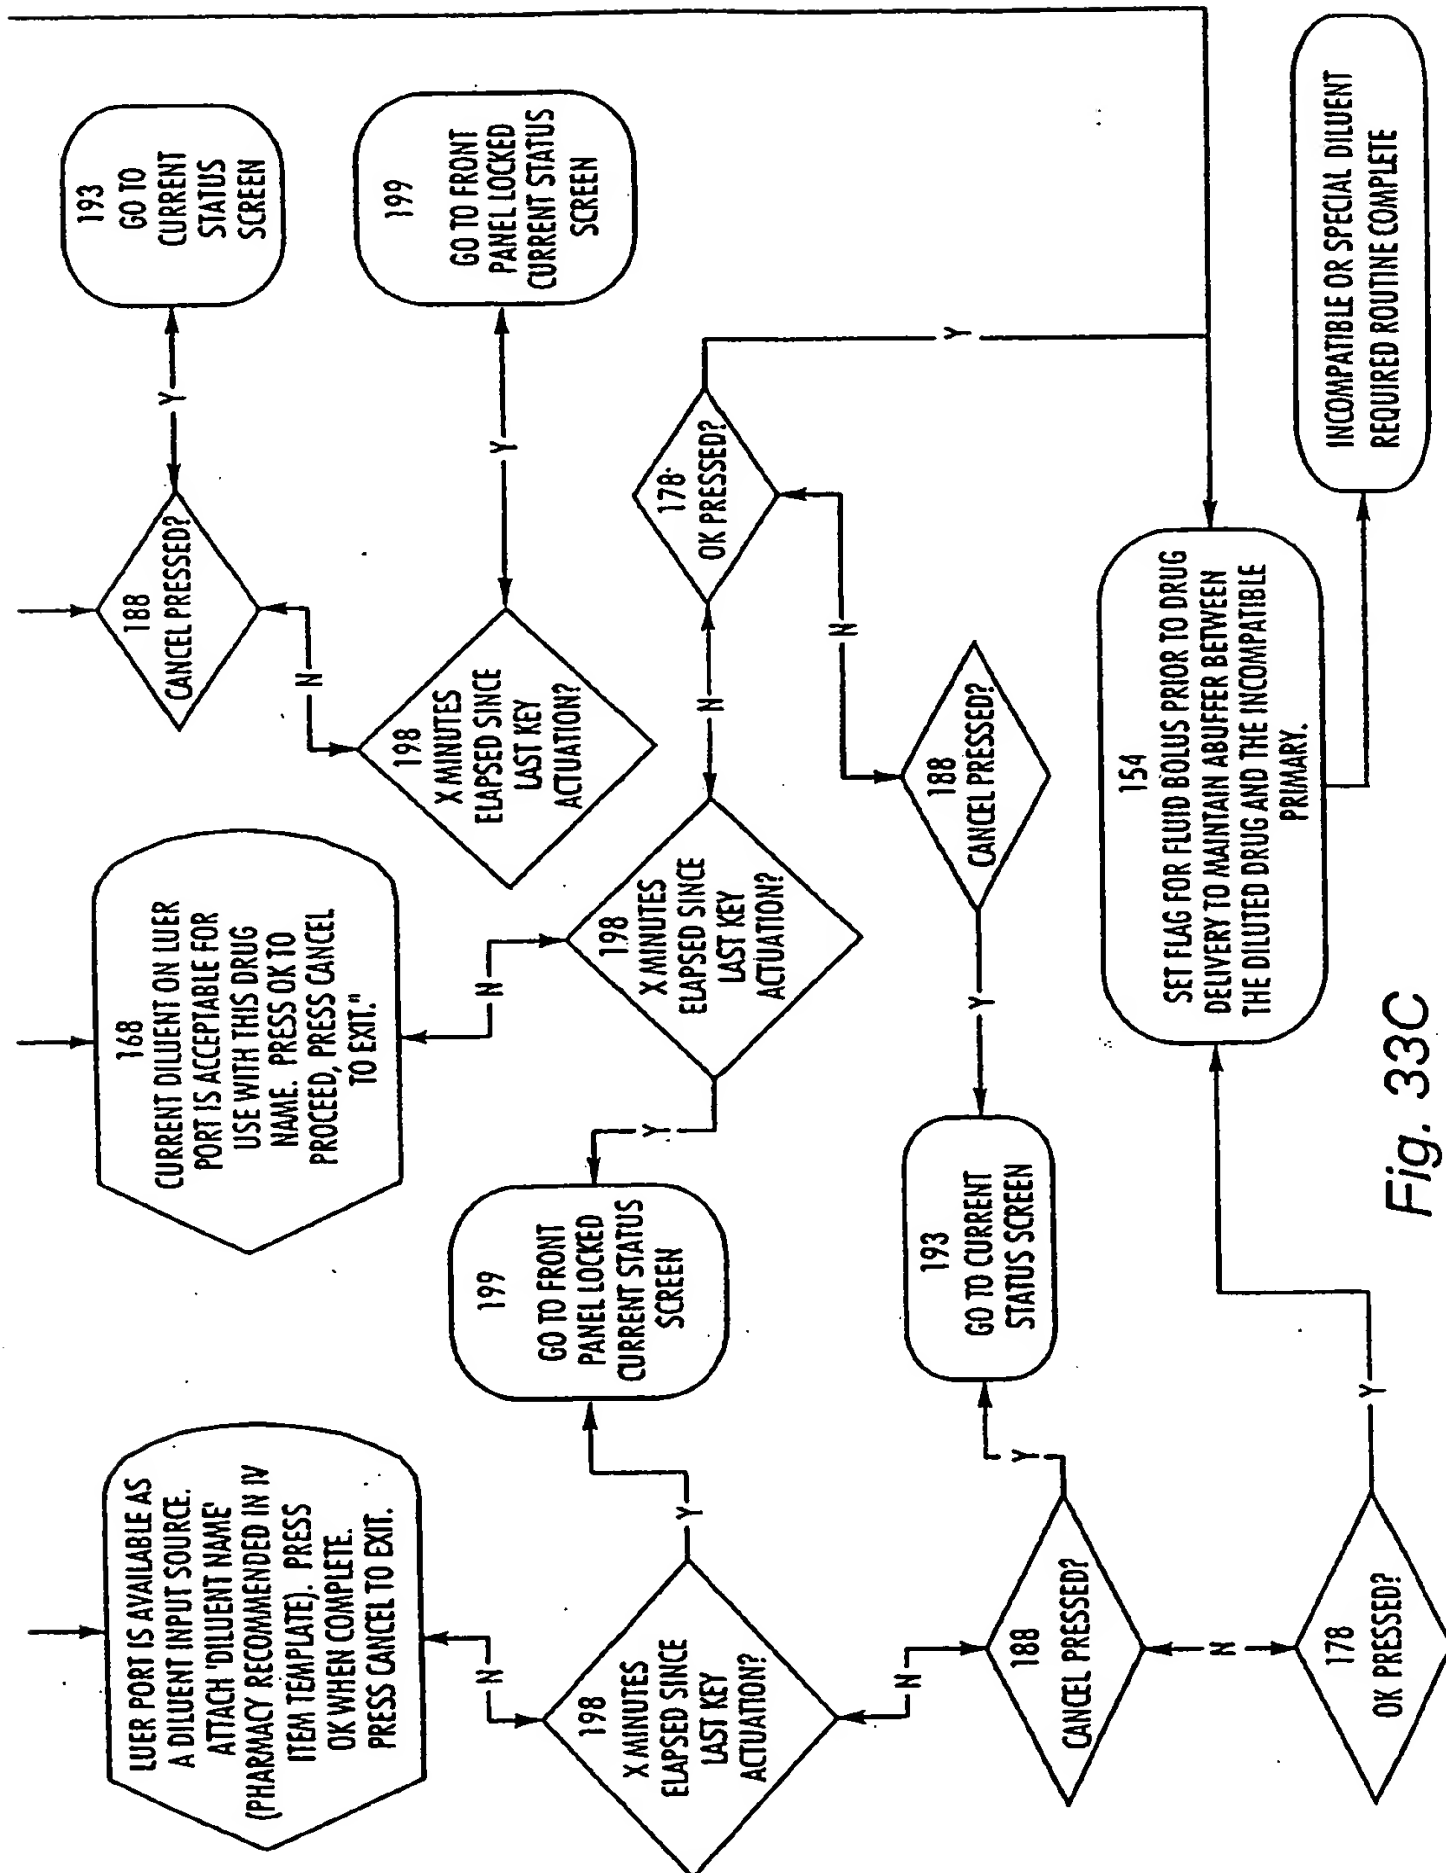 LUER PORT IS AVAILABLE AS
A DILUENT INPUT SOURCE.
ATTACH 'DILUENT NAME'
(PHARMACY RECOMMENDED IN IV
ITEM TEMPLATE). PRESS
OK WHEN COMPLETE.
PRESS CANCEL TO EXIT.
N
198
X MINUTES
ELAPSED SINCE
LAST KEY
ACTUATION?
Y
N
188
CANCEL PRESSED?
Y
N
178
OK PRESSED?
Y
199
GO TO FRONT
PANEL LOCKED
CURRENT STATUS
SCREEN
193
GO TO CURRENT
STATUS SCREEN
168
CURRENT DILUENT ON LUER
PORT IS ACCEPTABLE FOR
USE WITH THIS DRUG
NAME. PRESS OK TO
PROCEED, PRESS CANCEL
TO EXIT."
N
198
X MINUTES
ELAPSED SINCE
LAST KEY
ACTUATION?
Y
N
178
OK PRESSED?
Y
N
188
CANCEL PRESSED?
Y
188
CANCEL PRESSED?
Y
N
193
GO TO
CURRENT
STATUS
SCREEN
198
X MINUTES
ELAPSED SINCE
LAST KEY
ACTUATION?
Y
199
GO TO FRONT
PANEL LOCKED
CURRENT STATUS
SCREEN
154
SET FLAG FOR FLUID BOLUS PRIOR TO DRUG
DELIVERY TO MAINTAIN ABUFFER BETWEEN
THE DILUTED DRUG AND THE INCOMPATIBLE
PRIMARY.
INCOMPATIBLE OR SPECIAL DILUENT
REQUIRED ROUTINE COMPLETE
Fig. 33C